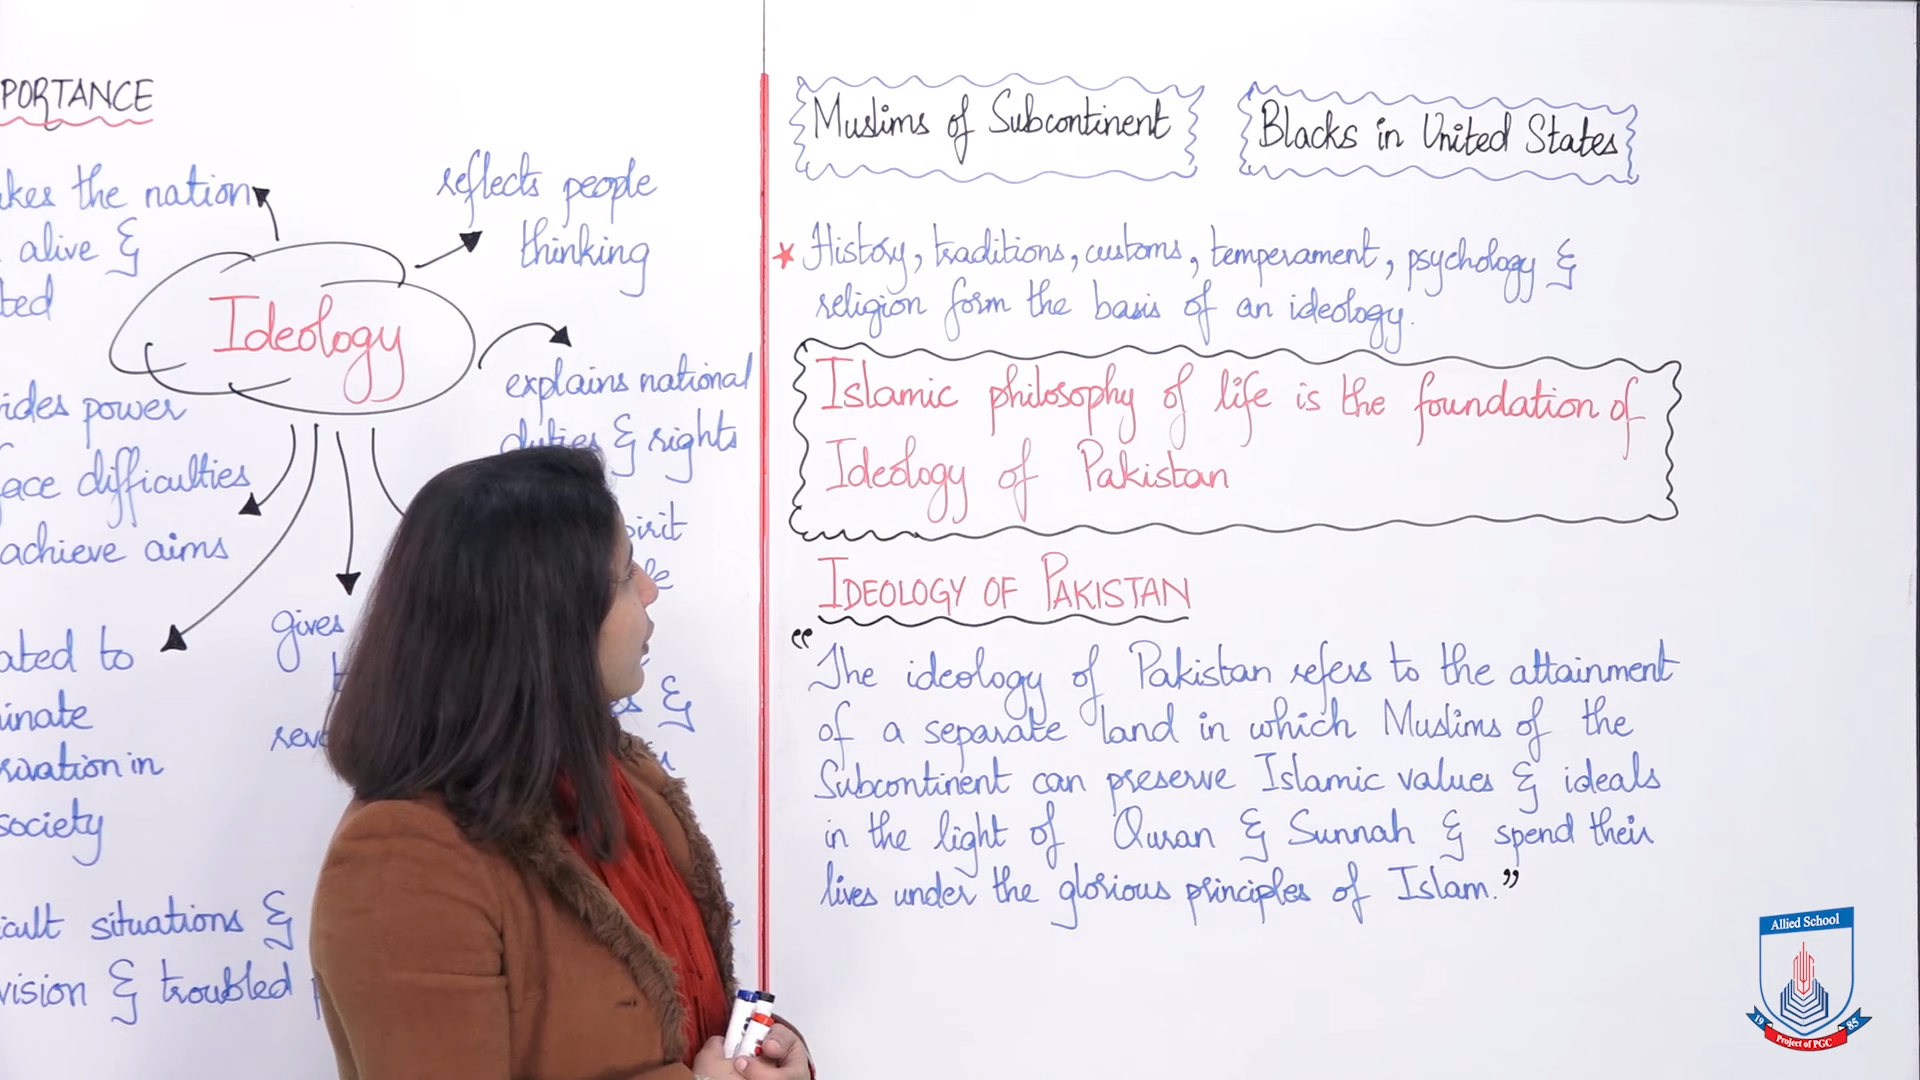 PORTANCE
kes the nation
alive &
ted
reflects people
thinking
Ideology
explains national
duties & rights
ides power
ace difficulties
achieve aims
gives
ated to
inate
society
cult situations &
vision & troubled
Muslims of Subcontinent
Blacks in United States
* History, traditions, customs, temperament, psychology &
religion form the basis of an ideology.
Islamic philosophy of life is the foundation of
Ideology of Pakistan
IDEOLOGY OF PAKISTAN
“The ideology of Pakistan refers to the attainment
of a separate land in which Muslims of the
Subcontinent can preserve Islamic values & ideals
in the light of Quran & Sunnah & spend their
lives under the glorious principles of Islam.”
Allied School
19 85
Project of PGC